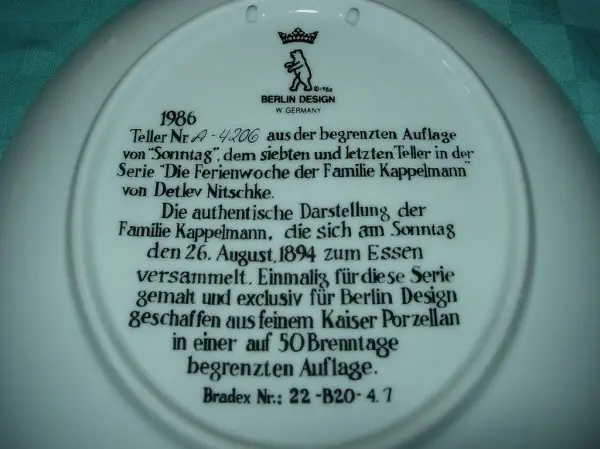 ©1986
BERLIN DESIGN
W. GERMANY
1986
Teller Nr. A-4206 aus der begrenzten Auflage
von "Sonntag", dem siebten und letzten Teller in der
Serie "Die Ferienwoche der Familie Kappelmann"
von Detlev Nitschke.
Die authentische Darstellung der
Familie Kappelmann, die sich am Sonntag
den 26. August, 1894 zum Essen
versammelt. Einmalig für diese Serie
gemalt und exclusiv für Berlin Design
geschaffen aus feinem Kaiser Porzellan
in einer auf 50 Brenntage
begrenzten Auflage.
Bradex Nr.: 22-B20-4.7